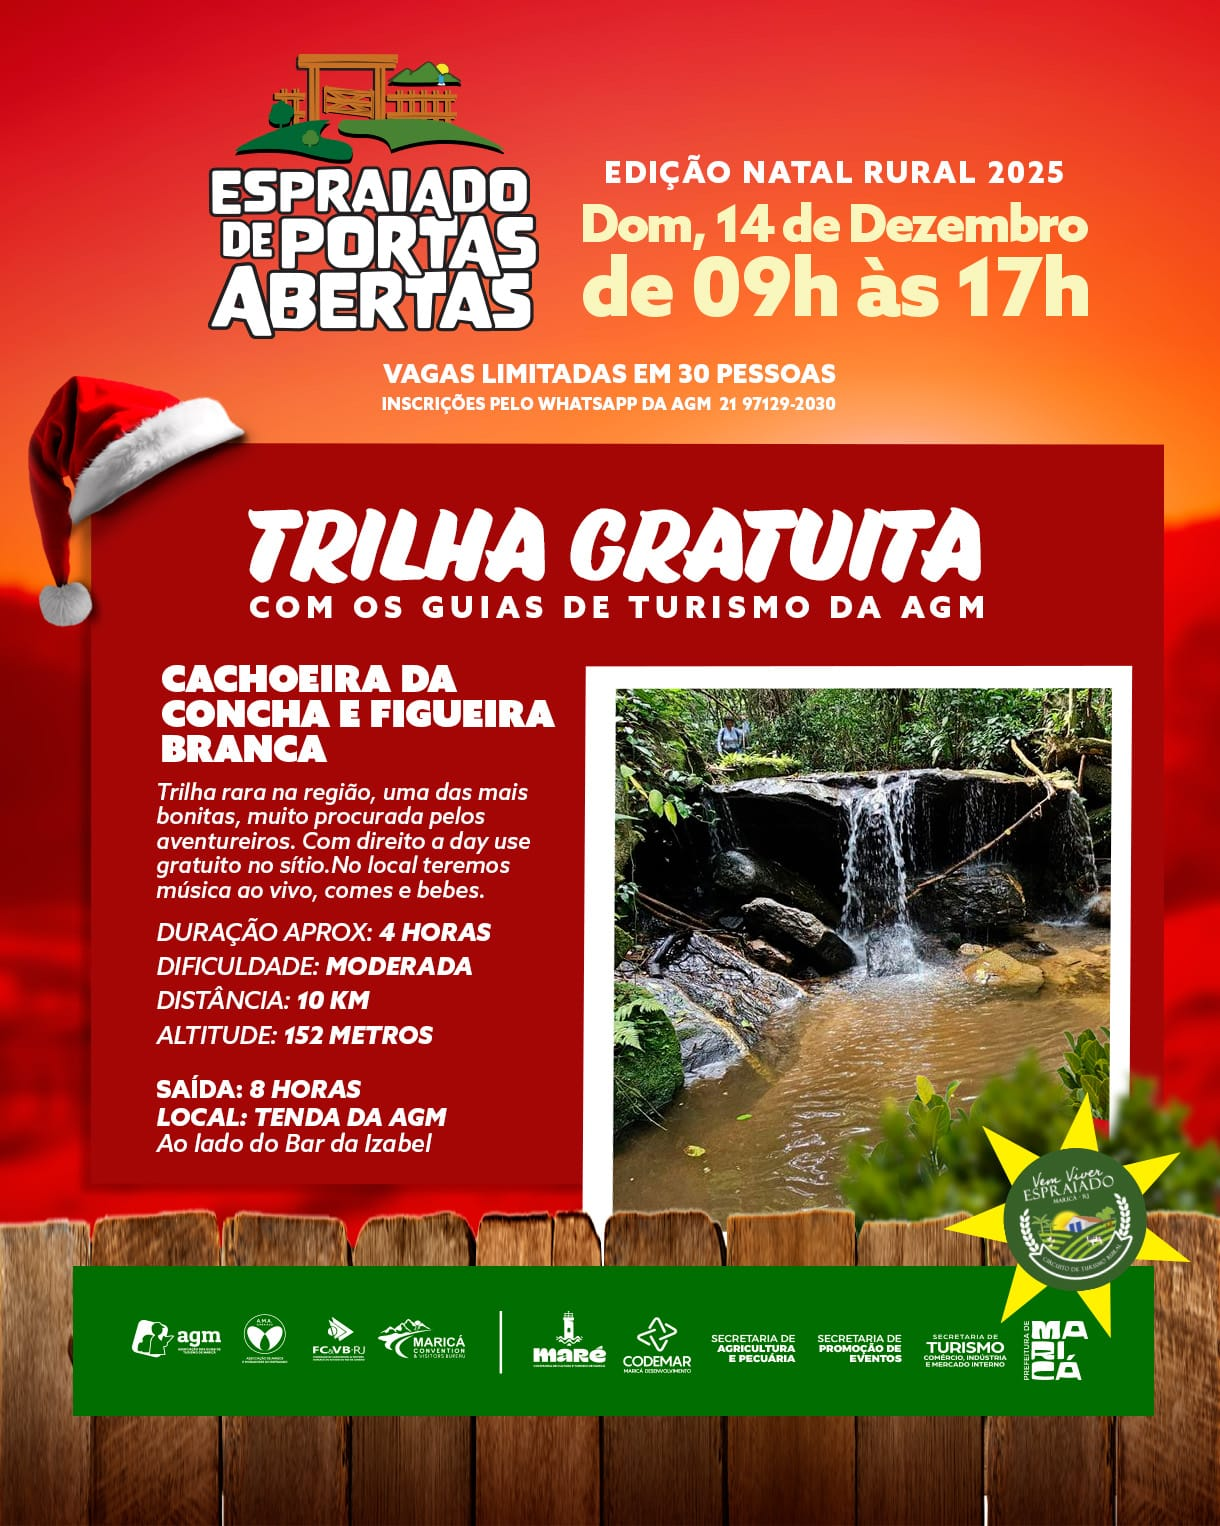 ESPRAIADO
DE PORTAS
ABERTAS
EDIÇÃO NATAL RURAL 2025
Dom, 14 de Dezembro
de 09h às 17h
VAGAS LIMITADAS EM 30 PESSOAS
INSCRIÇÕES PELO WHATSAPP DA AGM 21 97129-2030
TRILHA GRATUITA
COM OS GUIAS DE TURISMO DA AGM
CACHOEIRA DA
CONCHA E FIGUEIRA
BRANCA
Trilha rara na região, uma das mais
bonitas, muito procurada pelos
aventureiros. Com direito a day use
gratuito no sítio.No local teremos
música ao vivo, comes e bebes.
DURAÇÃO APROX: 4 HORAS
DIFICULDADE: MODERADA
DISTÂNCIA: 10 KM
ALTITUDE: 152 METROS
SAÍDA: 8 HORAS
LOCAL: TENDA DA AGM
Ao lado do Bar da Izabel
Vem Viver
ESPRAIADO
MARICÁ - RJ
CIRCUITO DE TURISMO RURAL
agm
A.M.A.
FC&VB-RJ
MARICÁ
CONVENTION
& VISITORS BUREAU
maré
CODEMAR
MARICÁ DESENVOLVIMENTO
SECRETARIA DE
AGRICULTURA
E PECUÁRIA
SECRETARIA DE
PROMOÇÃO DE
EVENTOS
SECRETARIA DE
TURISMO
COMÉRCIO, INDÚSTRIA
E MERCADO INTERNO
PREFEITURA DE
MA
RI
CÁ